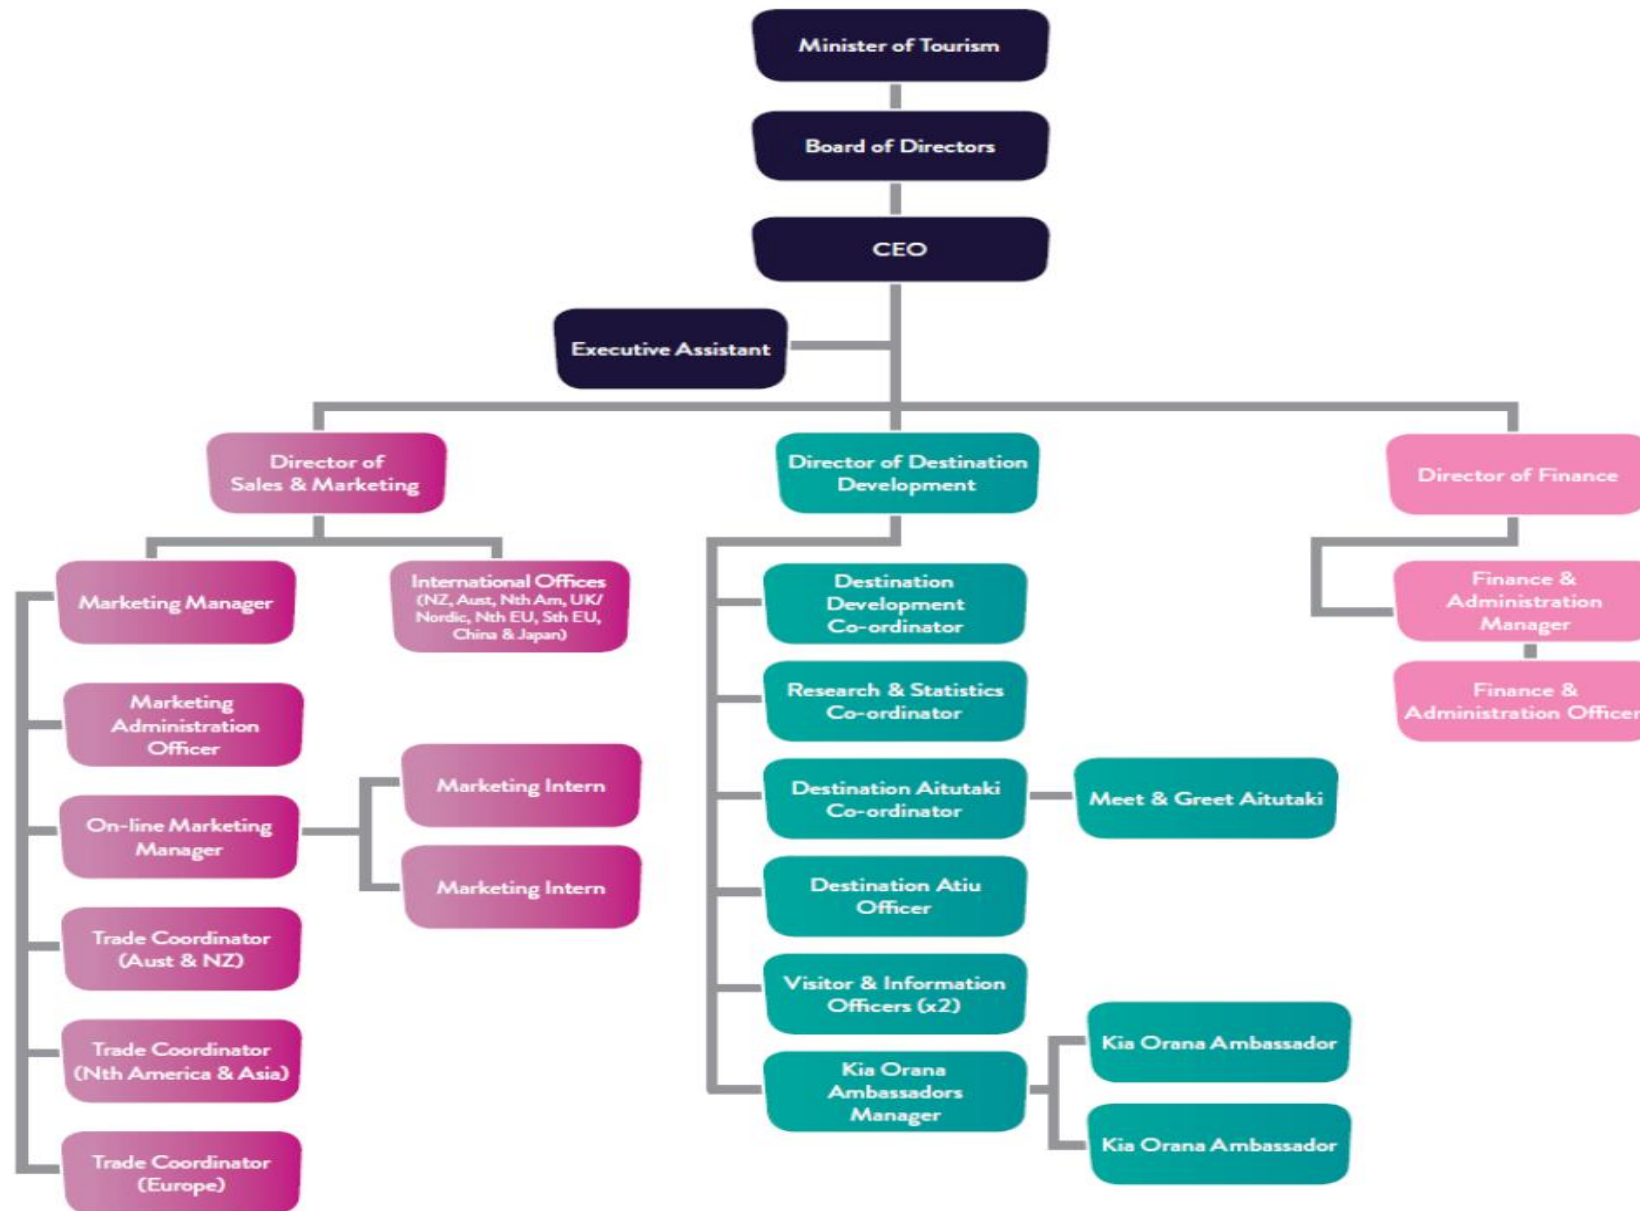 Minister of Tourism
Board of Directors
CEO
Executive Assistant
Director of
Sales & Marketing
Director of Destination
Development
Director of Finance
Marketing Manager
International Offices
(NZ, Aust, Nth Am, UK/
Nordic, Nth EU, Sth EU,
China & Japan)
Marketing
Administration
Officer
On-line Marketing
Manager
Marketing Intern
Marketing Intern
Trade Coordinator
(Aust & NZ)
Trade Coordinator
(Nth America & Asia)
Trade Coordinator
(Europe)
Destination
Development
Co-ordinator
Research & Statistics
Co-ordinator
Destination Aitutaki
Co-ordinator
Meet & Greet Aitutaki
Destination Atiu
Officer
Visitor & Information
Officers (x2)
Kia Orana
Ambassadors
Manager
Kia Orana Ambassador
Kia Orana Ambassador
Finance &
Administration
Manager
Finance &
Administration Officer